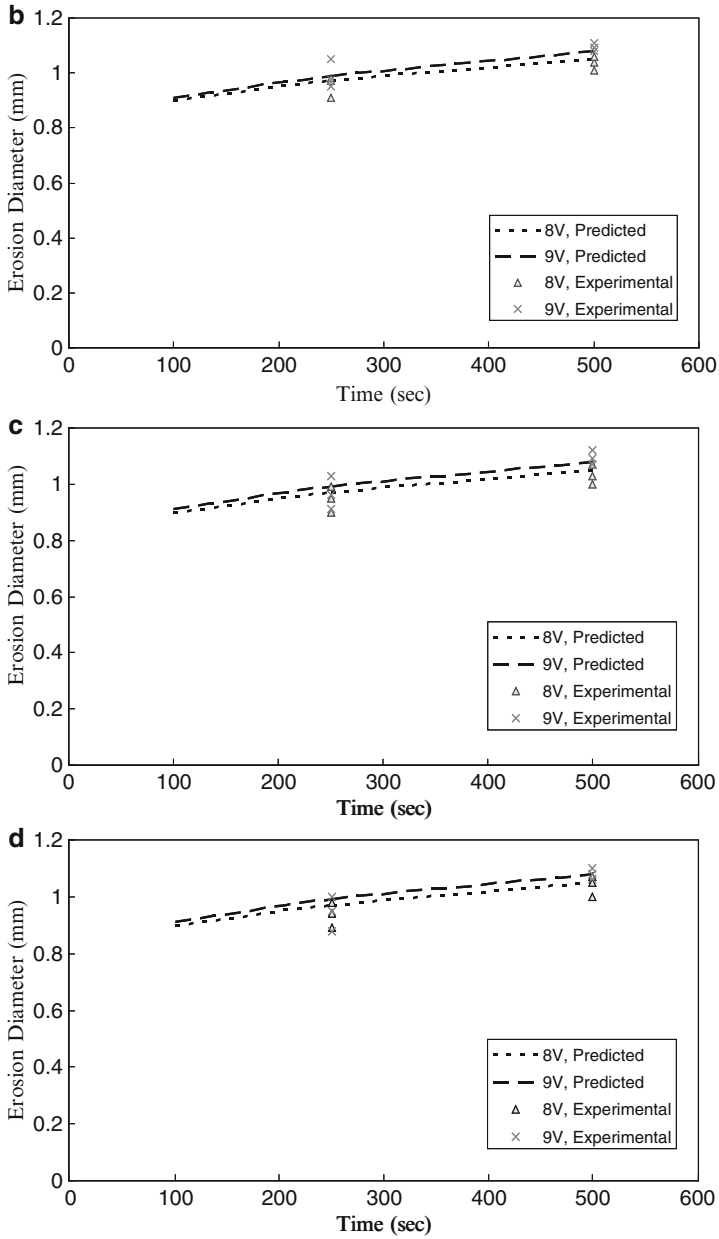 b
1.2
1
0.8
0.6
0.4
0.2
0
Erosion Diameter (mm)
8V, Predicted
9V, Predicted
8V, Experimental
9V, Experimental
0 100 200 300 400 500 600
Time (sec)
c
1.2
1
0.8
0.6
0.4
0.2
0
Erosion Diameter (mm)
8V, Predicted
9V, Predicted
8V, Experimental
9V, Experimental
0 100 200 300 400 500 600
Time (sec)
d
1.2
1
0.8
0.6
0.4
0.2
0
Erosion Diameter (mm)
8V, Predicted
9V, Predicted
8V, Experimental
9V, Experimental
0 100 200 300 400 500 600
Time (sec)